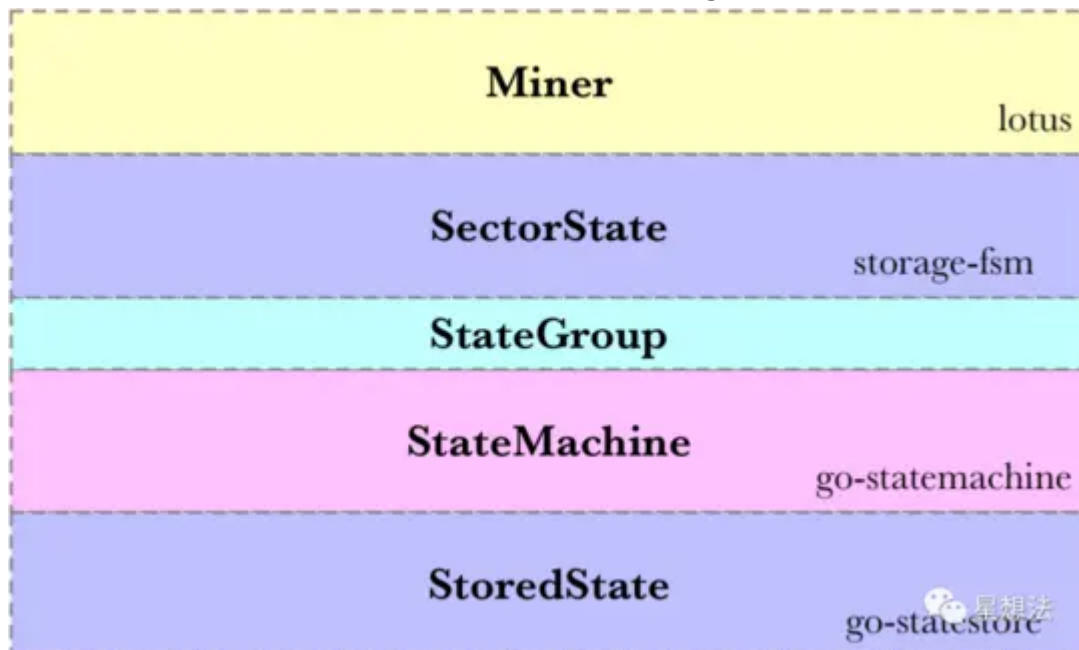 Miner
lotus
SectorState
storage-fsm
StateGroup
StateMachine
go-statemachine
StoredState
星想法
go-statestore